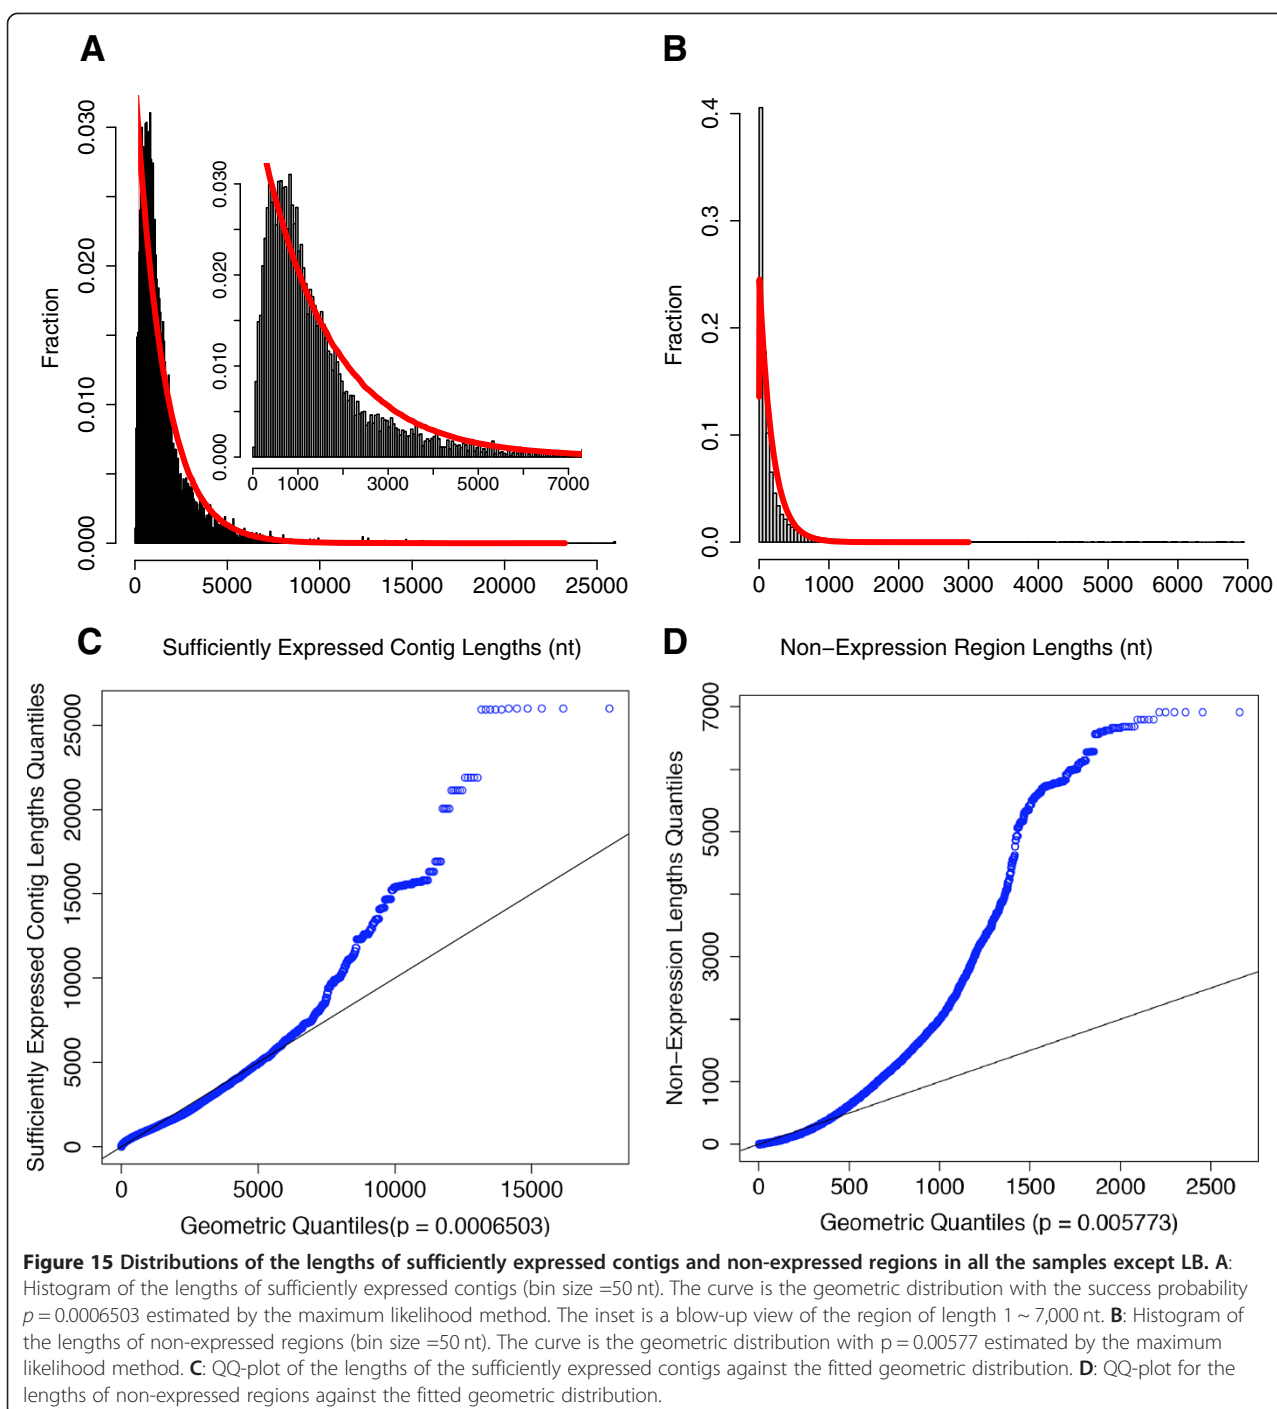 A
B
Fraction
0.000
0.010
0.020
0.030
0
5000
10000
15000
20000
25000
0.000
0.010
0.020
0.030
0
1000
3000
5000
7000
Sufficiently Expressed Contig Lengths (nt)
Fraction
0.0
0.1
0.2
0.3
0.4
0
1000
2000
3000
4000
5000
6000
7000
Non−Expression Region Lengths (nt)
C
D
Sufficiently Expressed Contig Lengths Quantiles
0
5000
10000
15000
20000
25000
0
5000
10000
15000
Geometric Quantiles(p = 0.0006503)
Non−Expression Lengths Quantiles
0
1000
3000
5000
7000
0
500
1000
1500
2000
2500
Geometric Quantiles (p = 0.005773)
Figure 15 Distributions of the lengths of sufficiently expressed contigs and non-expressed regions in all the samples except LB. A:
Histogram of the lengths of sufficiently expressed contigs (bin size =50 nt). The curve is the geometric distribution with the success probability
p = 0.0006503 estimated by the maximum likelihood method. The inset is a blow-up view of the region of length 1 ~ 7,000 nt. B: Histogram of
the lengths of non-expressed regions (bin size =50 nt). The curve is the geometric distribution with p = 0.00577 estimated by the maximum
likelihood method. C: QQ-plot of the lengths of the sufficiently expressed contigs against the fitted geometric distribution. D: QQ-plot for the
lengths of non-expressed regions against the fitted geometric distribution.